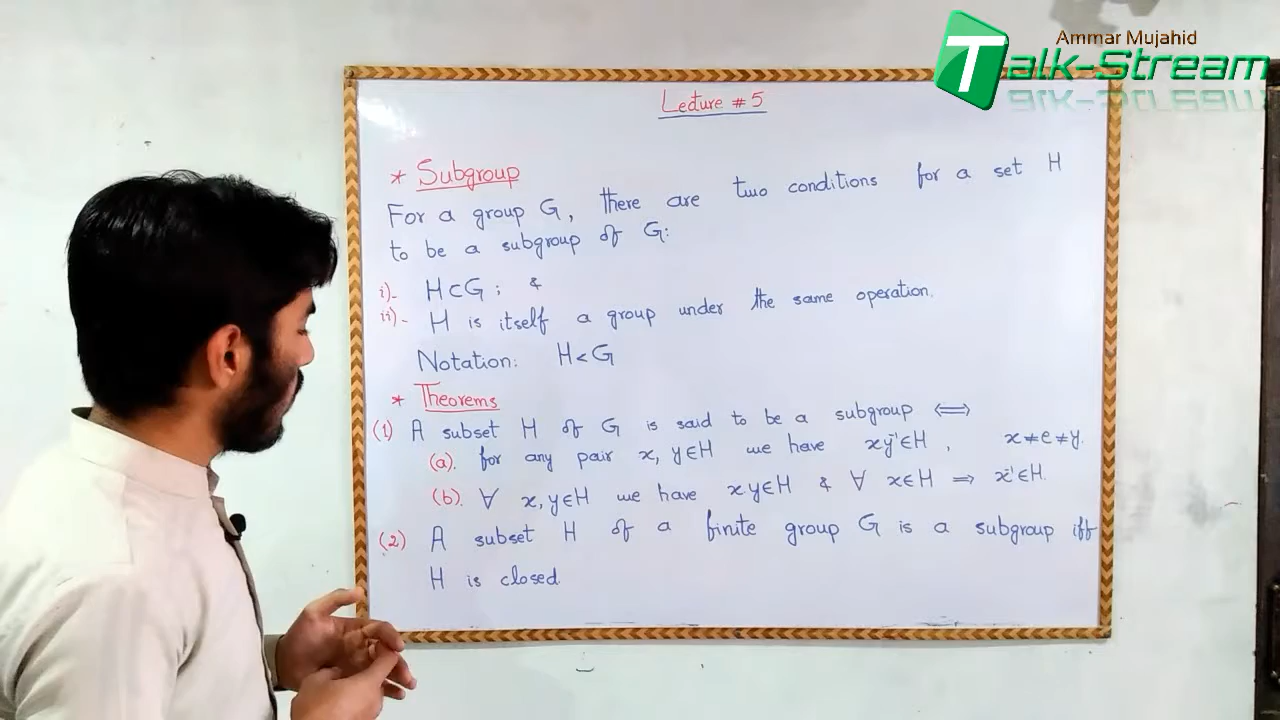 Ammar Mujahid
Talk-Stream
Lecture # 5
* Subgroup
For a group G, there are two conditions for a set H
to be a subgroup of G:
i)- H⊂G ; &
ii)- H is itself a group under the same operation.
Notation: H<G
* Theorems
(1) A subset H of G is said to be a subgroup ⟺
(a). for any pair x, y∈H we have xy⁻¹∈H , x≠e≠y.
(b). ∀ x,y∈H we have xy∈H & ∀ x∈H ⟹ x⁻¹∈H.
(2) A subset H of a finite group G is a subgroup iff
H is closed.